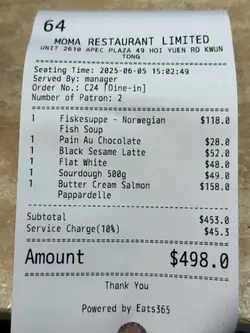 64
MOMA RESTAURANT LIMITED
UNIT 2610 APEC PLAZA 49 HOI YUEN RD KWUN
TONG
Seating Time: 2025-06-05 15:02:49
Served By: manager
Order No.: C24 [Dine-in]
Number of Patron: 2
1 Fiskesuppe - Norwegian $118.0
Fish Soup
1 Pain Au Chocolate $28.0
1 Black Sesame Latte $52.0
1 Flat White $48.0
1 Sourdough 500g $49.0
1 Butter Cream Salmon $158.0
Pappardelle
Subtotal $453.0
Service Charge(10%) $45.3
Amount $498.0
Thank You
Powered by Eats365